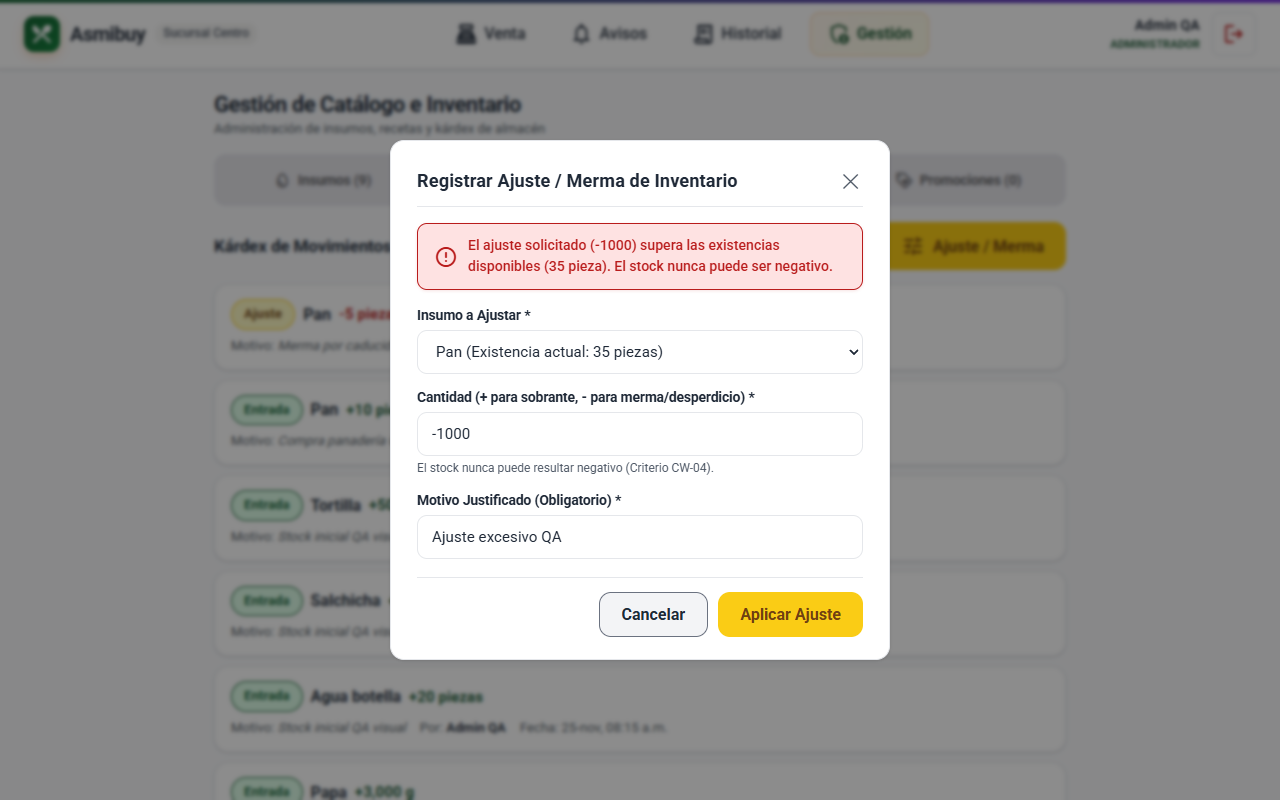 Asmibuy
Sucursal Centro
Venta
Avisos
Historial
Gestión
Admin QA
ADMINISTRADOR
Gestión de Catálogo e Inventario
Administración de insumos, recetas y kárdex de almacén
Insumos (9)
Promociones (0)
Kárdex de Movimientos
Ajuste / Merma
Registrar Ajuste / Merma de Inventario
El ajuste solicitado (-1000) supera las existencias
disponibles (35 pieza). El stock nunca puede ser negativo.
Insumo a Ajustar *
Pan (Existencia actual: 35 piezas)
Cantidad (+ para sobrante, - para merma/desperdicio) *
-1000
El stock nunca puede resultar negativo (Criterio CW-04).
Motivo Justificado (Obligatorio) *
Ajuste excesivo QA
Cancelar
Aplicar Ajuste
Ajuste Pan -5
Motivo: Merma por
Entrada Pan +10
Motivo: Compra panadería
Entrada Tortilla
Motivo: Stock inicial QA
Entrada Salchicha
Motivo: Stock inicial QA
Entrada Agua botella +20 piezas
Motivo: Stock inicial QA visual Por: Admin QA Fecha: 25-nov, 08:15 a.m.
Entrada Papa +3,000 g